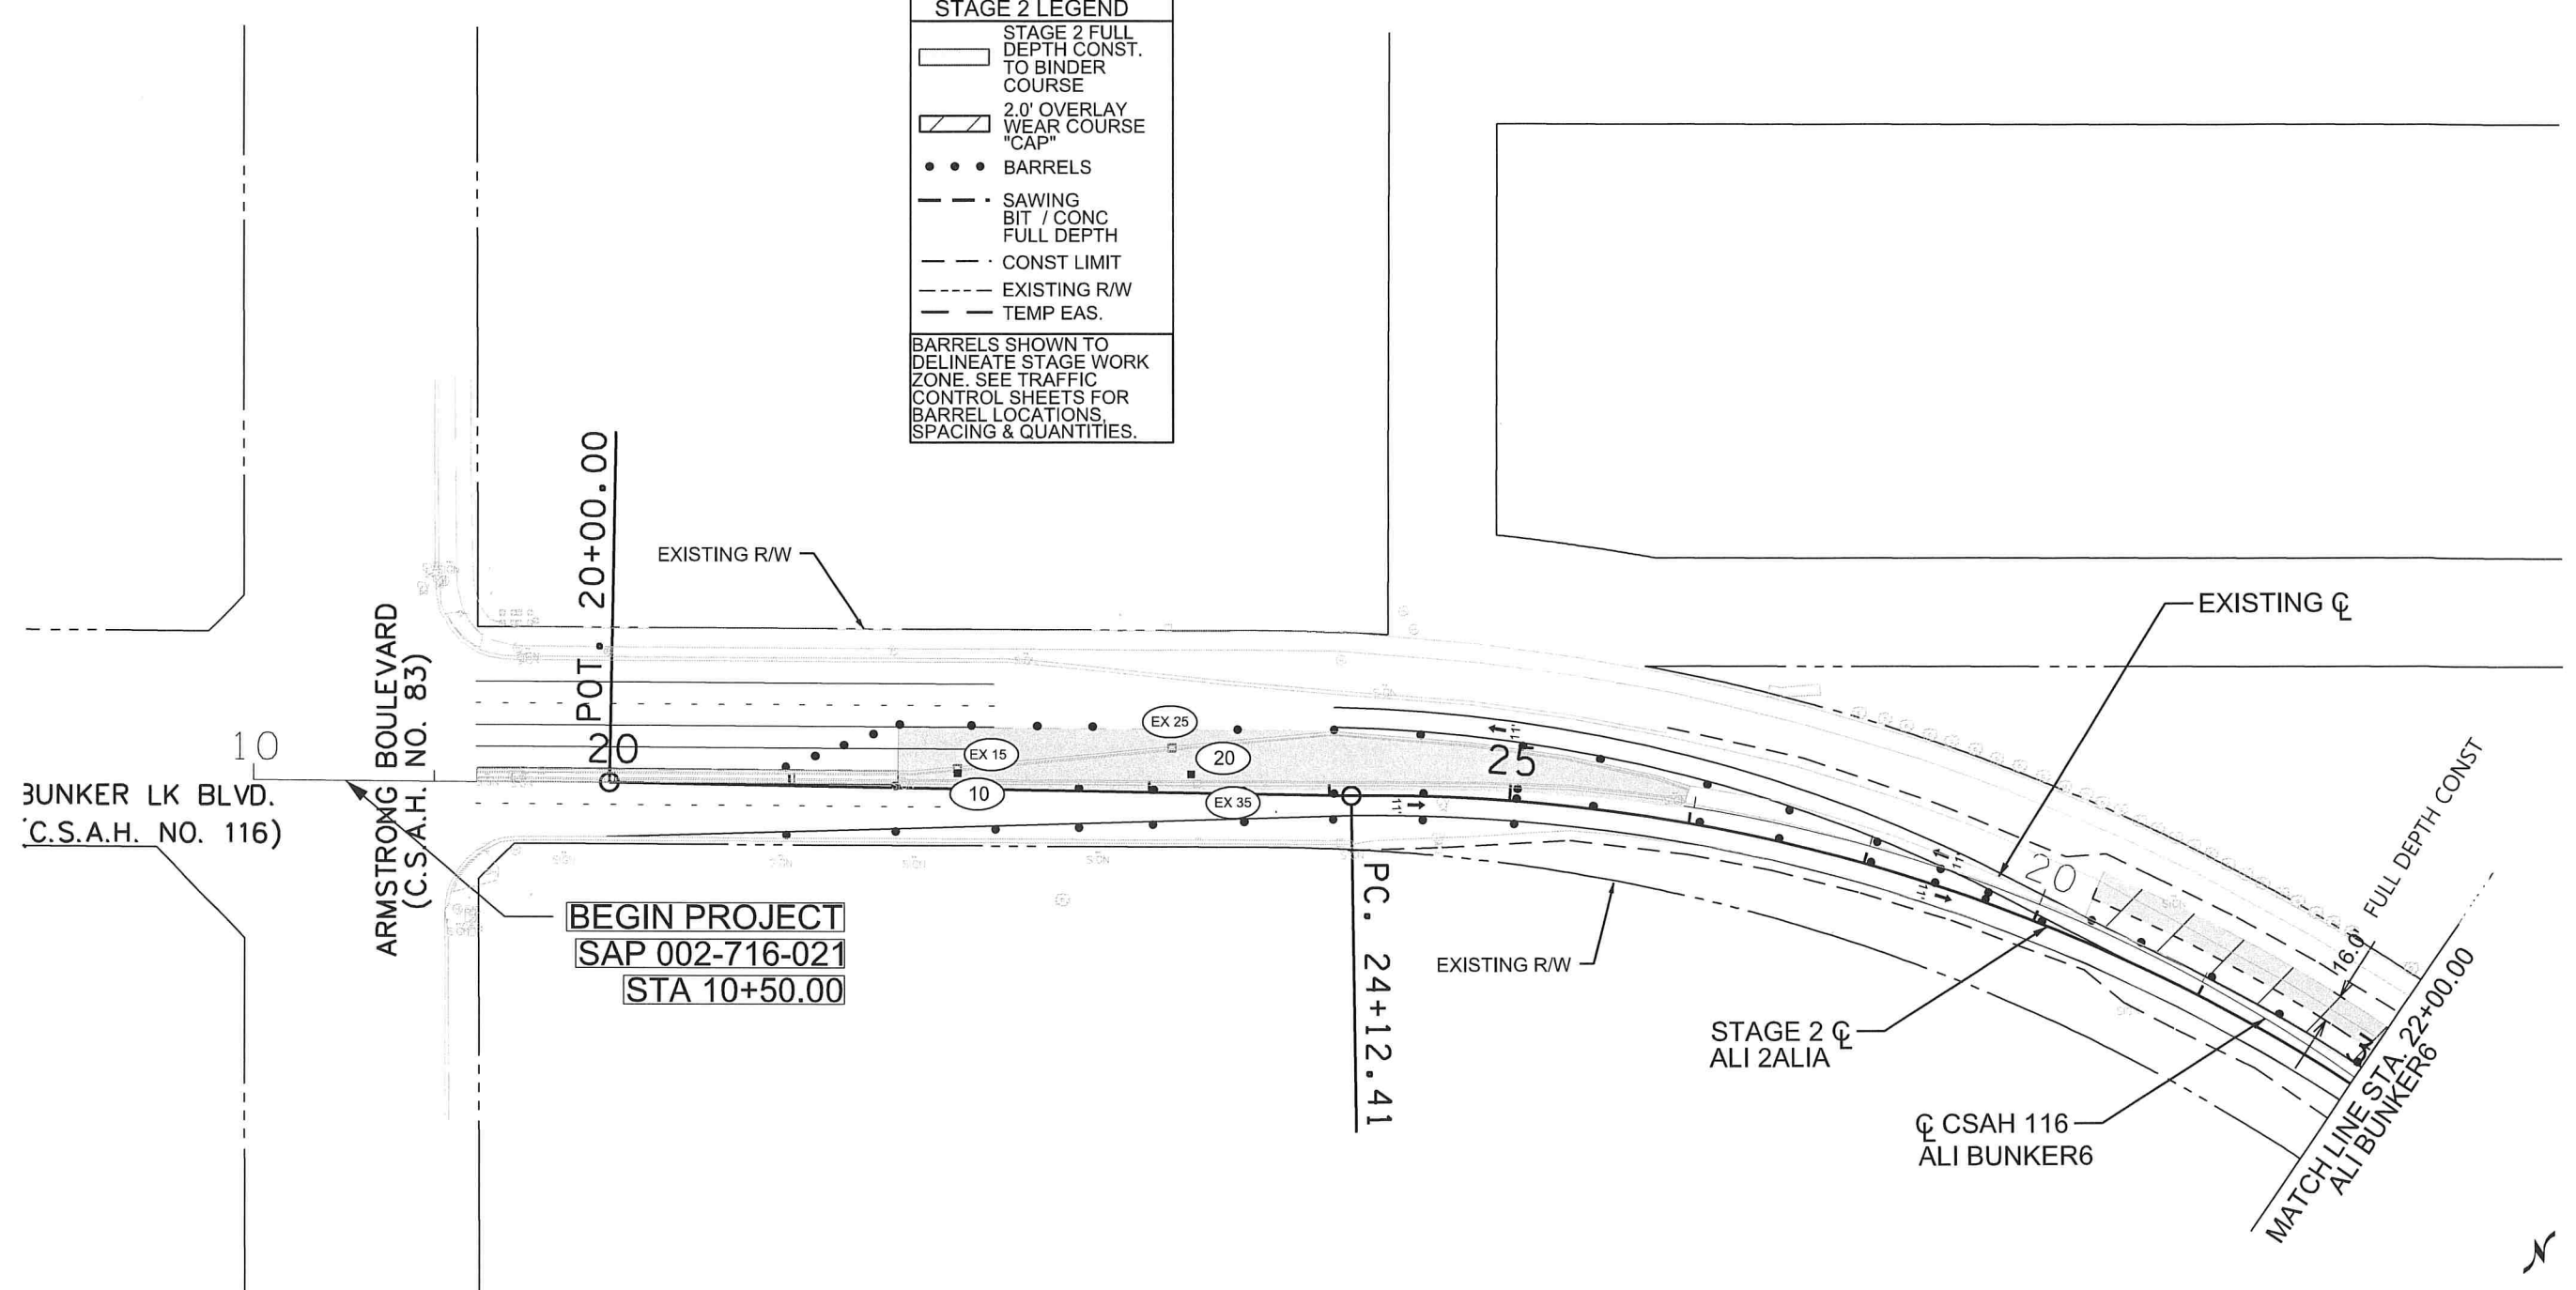 STAGE 2 LEGEND
STAGE 2 FULL
DEPTH CONST.
TO BINDER
COURSE
2.0' OVERLAY
WEAR COURSE
"CAP"
BARRELS
SAWING
BIT / CONC
FULL DEPTH
CONST LIMIT
EXISTING R/W
TEMP EAS.
BARRELS SHOWN TO
DELINEATE STAGE WORK
ZONE. SEE TRAFFIC
CONTROL SHEETS FOR
BARREL LOCATIONS,
SPACING & QUANTITIES.
POT 20+00.00
EXISTING R/W
EXISTING ℄
ARMSTRONG BOULEVARD
(C.S.A.H. NO. 83)
10
20
EX 15
EX 25
20
25
10
EX 35
11'
11'
11'
11'
20
BUNKER LK BLVD.
C.S.A.H. NO. 116)
BEGIN PROJECT
SAP 002-716-021
STA 10+50.00
PC. 24+12.41
EXISTING R/W
16.0'
FULL DEPTH CONST
STAGE 2 ℄
ALI 2ALIA
℄ CSAH 116
ALI BUNKER6
MATCH LINE STA. 22+00.00
ALI BUNKER6
N